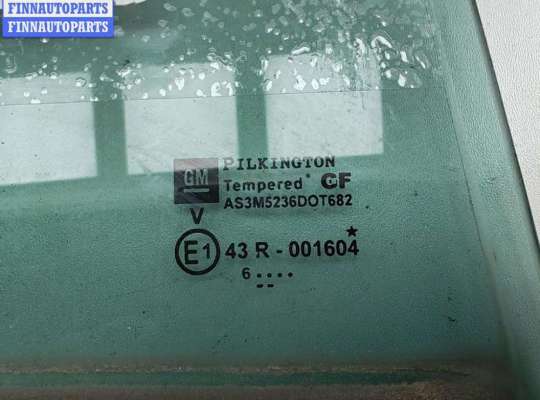 FINNAUTOPARTS
FINNAUTOPARTS
GM PILKINGTON
Tempered CF
AS3M5236DOT682
V
E1 43 R - 001604
6 ....
--